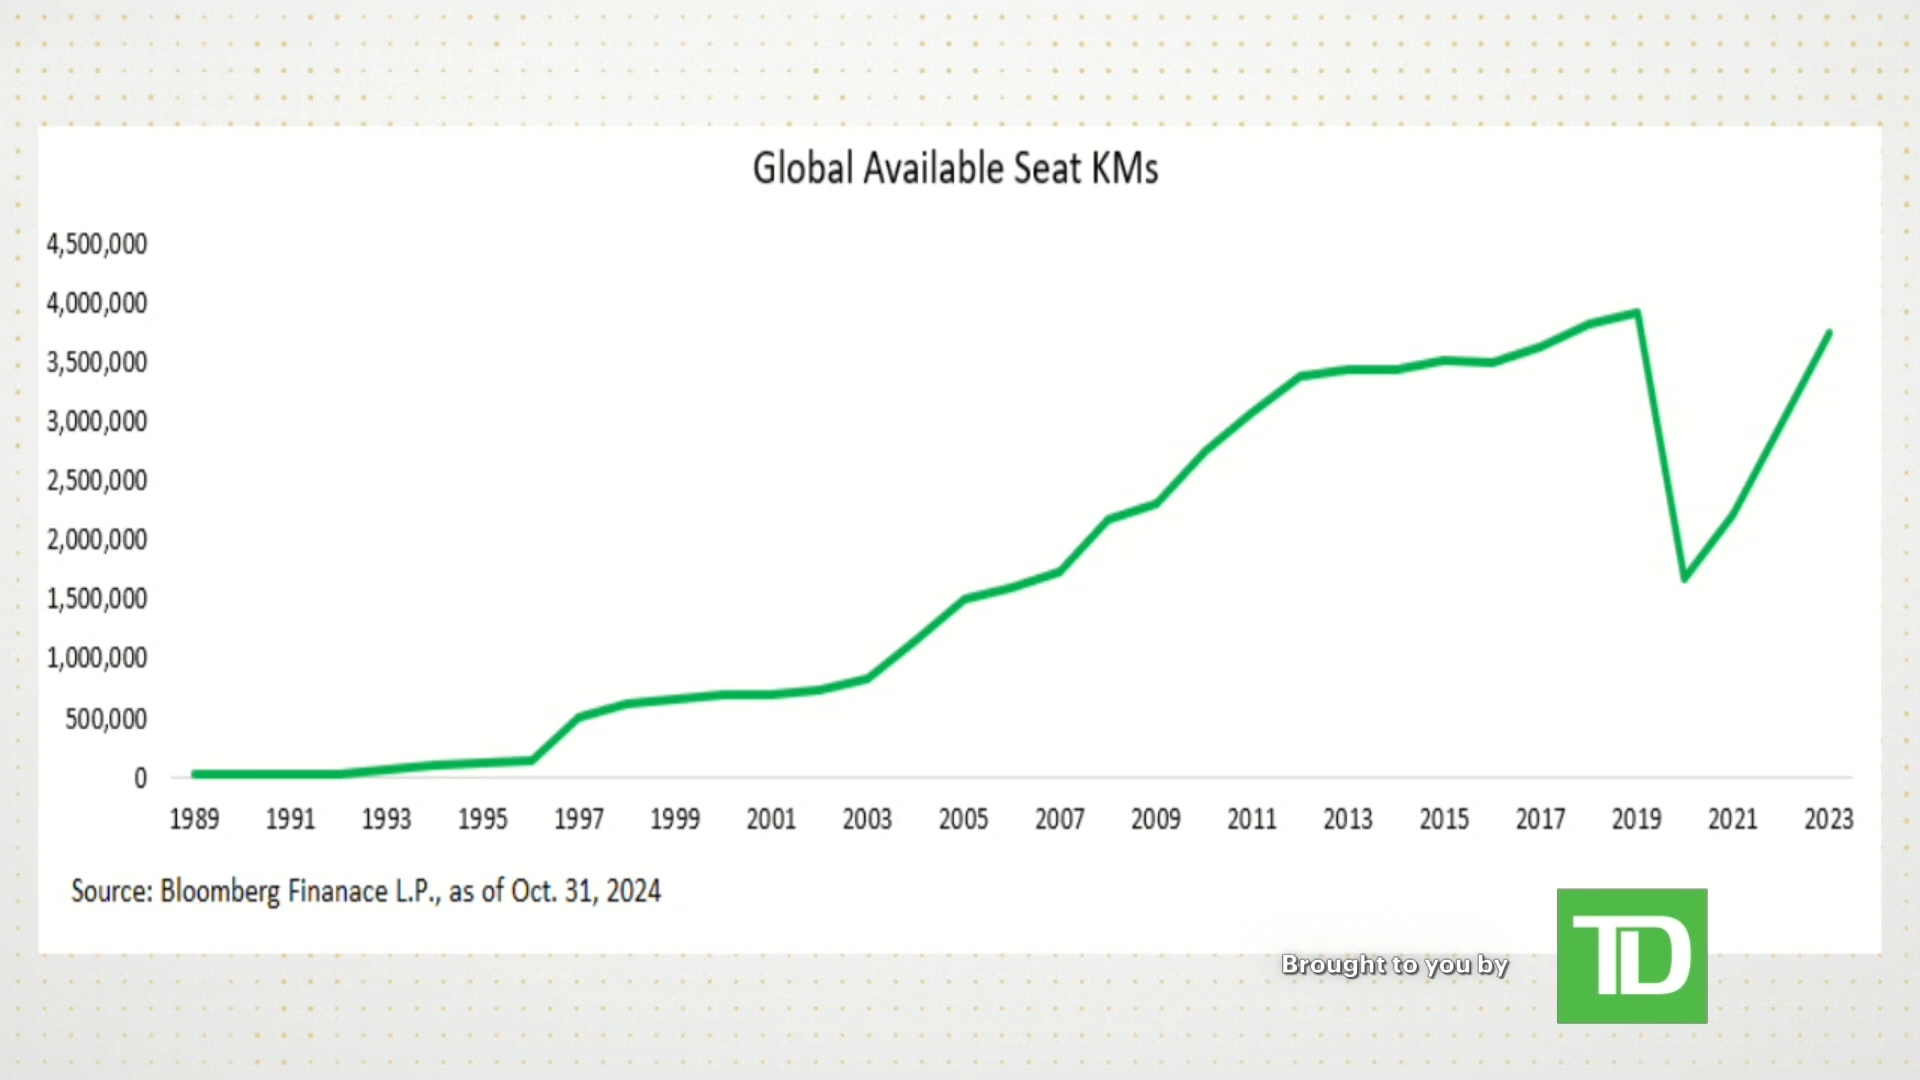 Global Available Seat KMs
4,500,000
4,000,000
3,500,000
3,000,000
2,500,000
2,000,000
1,500,000
1,000,000
500,000
0
1989 1991 1993 1995 1997 1999 2001 2003 2005 2007 2009 2011 2013 2015 2017 2019 2021 2023
Source: Bloomberg Finanace L.P., as of Oct. 31, 2024
Brought to you by
TD